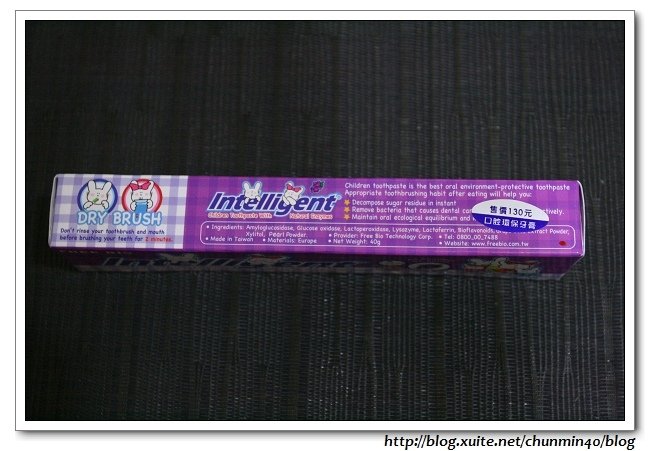 DRY BRUSH
Don't rinse your toothbrush and mouth
before brushing your teeth for 2 minutes.
Intelligent
Children Toothpaste With Natural Enzymes
Children toothpaste is the best oral environment-protective toothpaste
Appropriate toothbrushing habit after eating will help you:
Decompose sugar residue in instant
Remove bacteria that causes dental
Maintain oral ecological equilibrium and
售價130元
口腔環保牙膏
• Ingredients: Amyloglucosidase, Glucose oxidase, Lactoperoxidase, Lysozyme, Lactoferrin, Bioflavonoids, Extract Powder,
Xylitol, Pearl Powder. • Provider: Free Bio Technology Corp. • Tel: 0800_00_7488
• Made in Taiwan • Materials: Europe • Net Weight: 40g • Website: www.freebio.com.tw
http://blog.xuite.net/chunmin40/blog